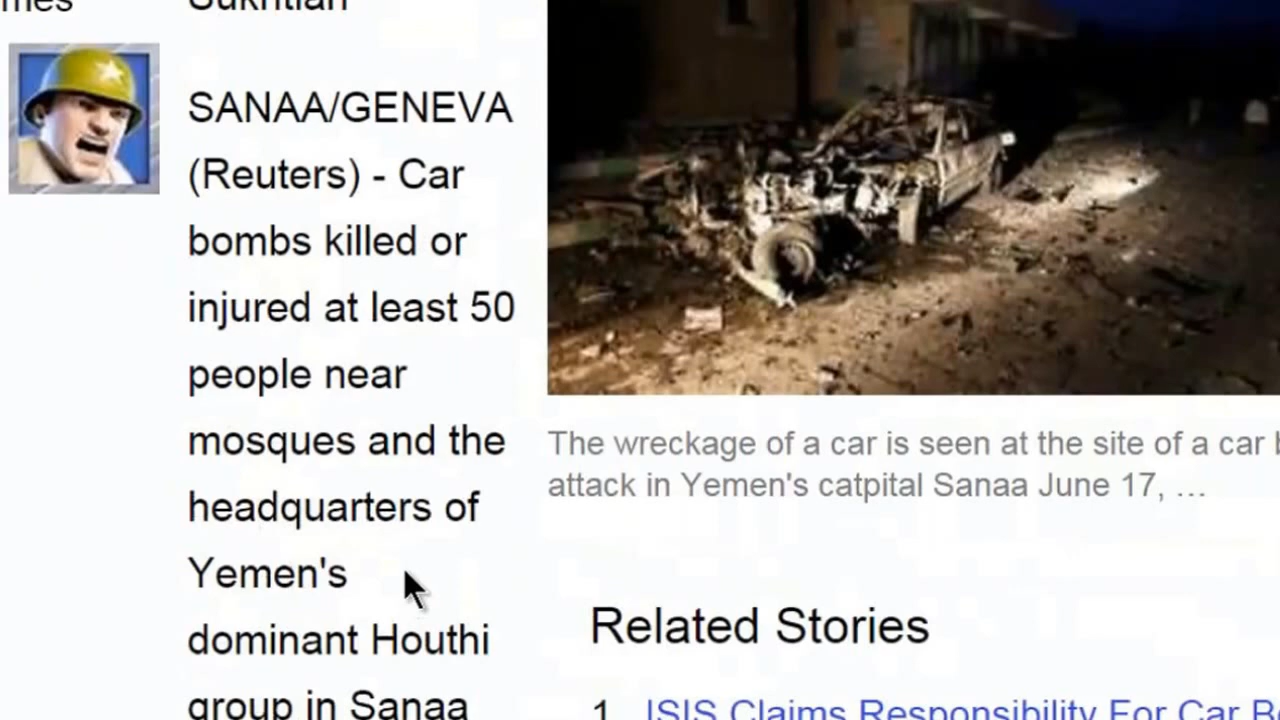 mes
Sukhtian
SANAA/GENEVA
(Reuters) - Car
bombs killed or
injured at least 50
people near
mosques and the
headquarters of
Yemen's
dominant Houthi
group in Sanaa
The wreckage of a car is seen at the site of a car
attack in Yemen's catpital Sanaa June 17, …
Related Stories
1. ISIS Claims Responsibility For Car